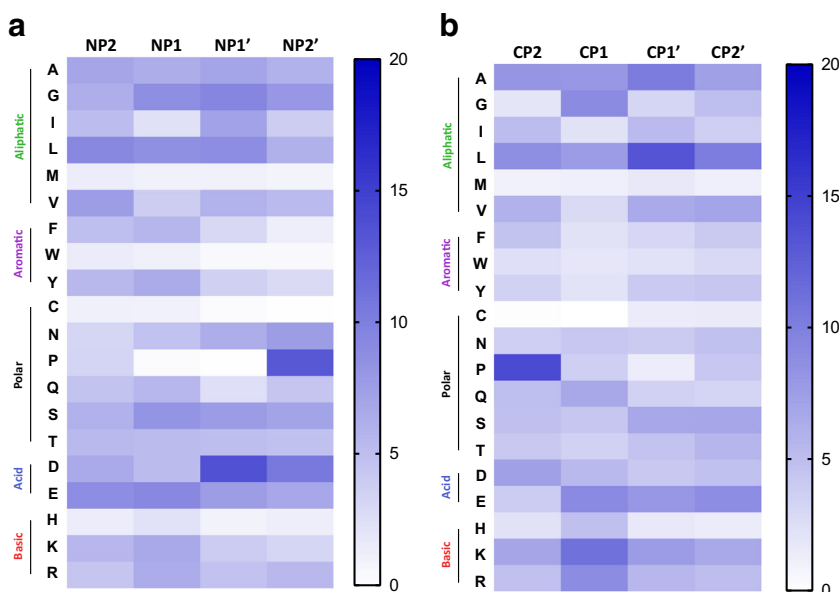 a
NP2 NP1 NP1’ NP2’
Aliphatic
A
G
I
L
M
V
Aromatic
F
W
Y
Polar
C
N
P
Q
S
T
Acid
D
E
Basic
H
K
R
20
15
10
5
0
b
CP2 CP1 CP1’ CP2’
Aliphatic
A
G
I
L
M
V
Aromatic
F
W
Y
Polar
C
N
P
Q
S
T
Acid
D
E
Basic
H
K
R
20
15
10
5
0